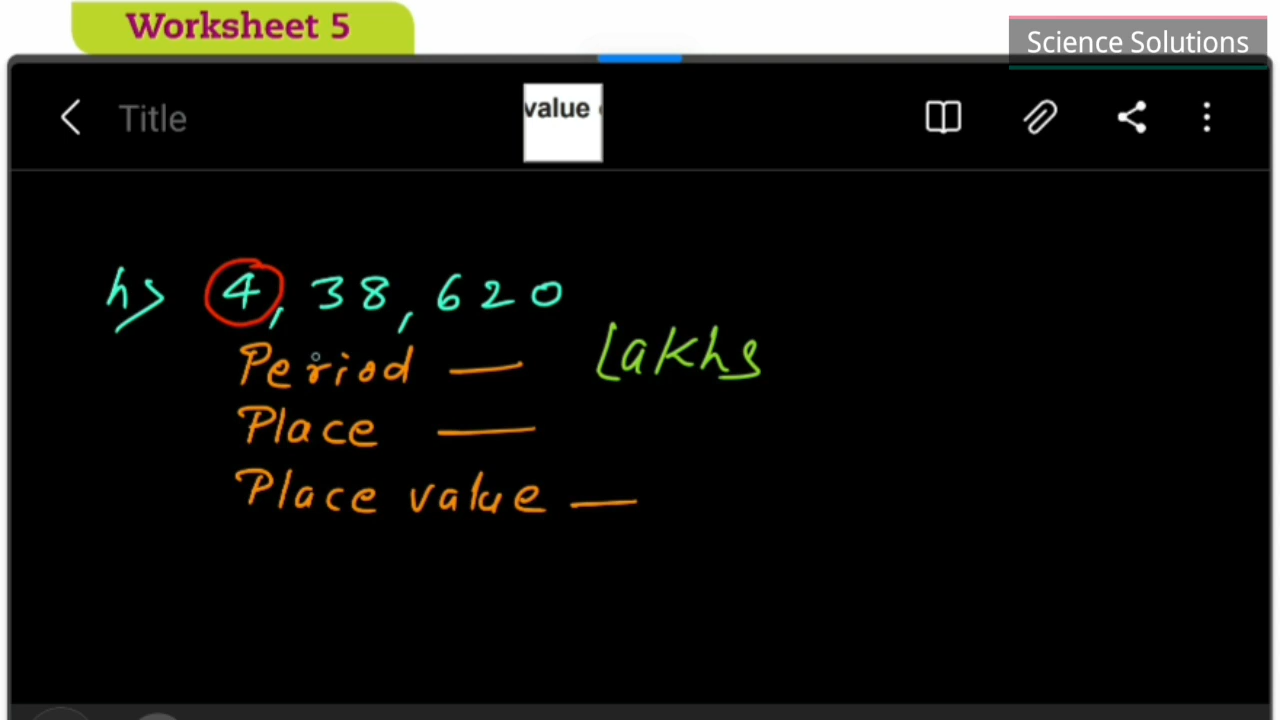 Worksheet 5
Science Solutions
Title
value
h> 4,38,620
Period — Lakhs
Place —
Place value —